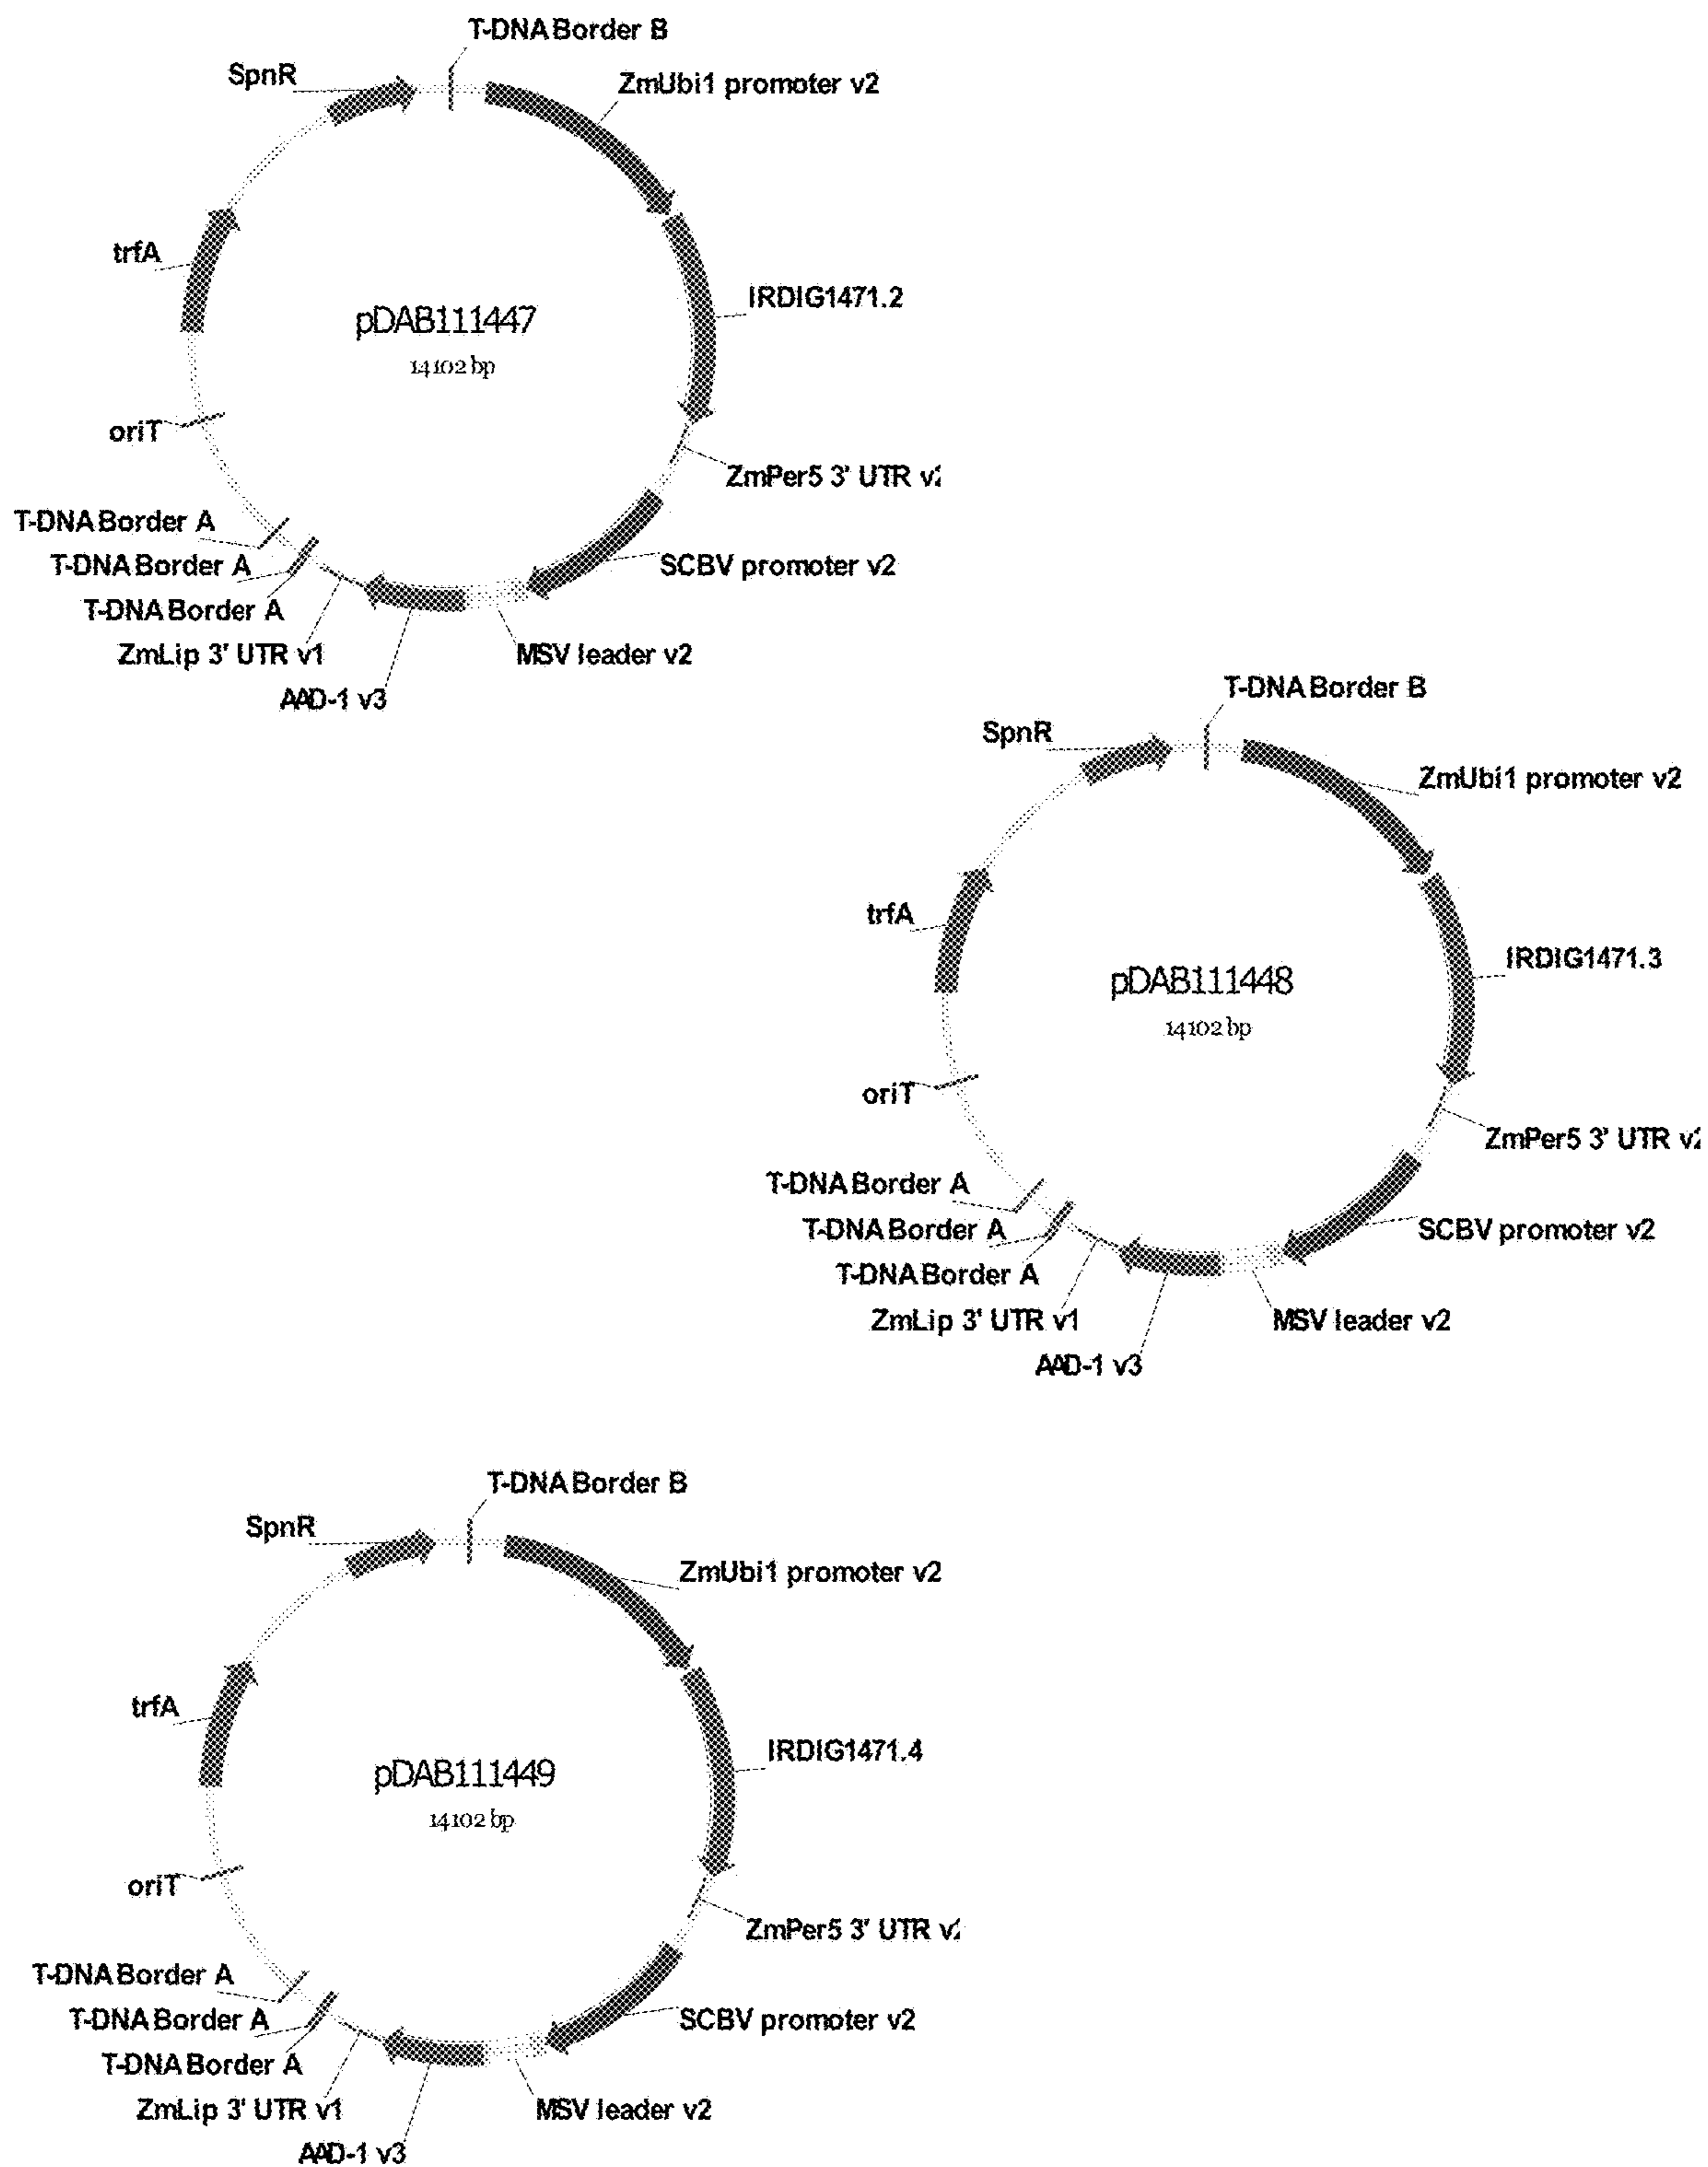 T-DNA Border B
SpnR
ZmUbi1 promoter v2
trfA
IRDIG1471.2
pDAB111447
14102 bp
oriT
ZmPer5 3' UTR v2
T-DNA Border A
T-DNA Border A
SCBV promoter v2
T-DNA Border A
ZmLip 3' UTR v1
MSV leader v2
AAD-1 v3
T-DNA Border B
SpnR
ZmUbi1 promoter v2
trfA
IRDIG1471.3
pDAB111448
14102 bp
oriT
ZmPer5 3' UTR v2
T-DNA Border A
T-DNA Border A
SCBV promoter v2
T-DNA Border A
ZmLip 3' UTR v1
MSV leader v2
AAD-1 v3
T-DNA Border B
SpnR
ZmUbi1 promoter v2
trfA
IRDIG1471.4
pDAB111449
14102 bp
oriT
ZmPer5 3' UTR v2
T-DNA Border A
T-DNA Border A
SCBV promoter v2
T-DNA Border A
ZmLip 3' UTR v1
MSV leader v2
AAD-1 v3